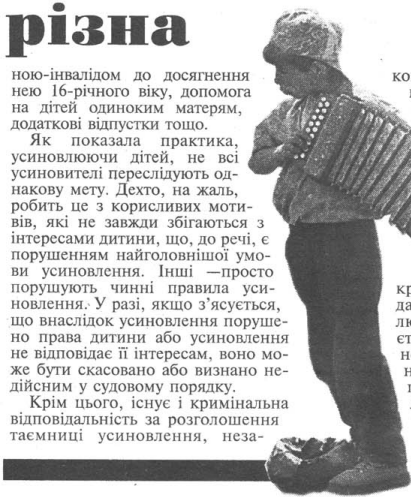 різна
ною-інвалідом до досягнення
нею 16-річного віку, допомога
на дітей одиноким матерям,
додаткові відпустки тощо.
Як показала практика,
усиновлюючи дітей, не всі
усиновителі переслідують од-
накову мету. Дехто, на жаль,
робить це з корисливих моти-
вів, які не завжди збігаються з
інтересами дитини, що, до речі, є
порушенням найголовнішої умо-
ви усиновлення. Інші —просто
порушують чинні правила уси-
новлення. У разі, якщо з'ясується,
що внаслідок усиновлення поруше-
но права дитини або усиновлення
не відповідає її інтересам, воно мо-
же бути скасовано або визнано не-
дійсним у судовому порядку.
Крім цього, існує і кримінальна
відповідальність за розголошення
таємниці усиновлення, неза-